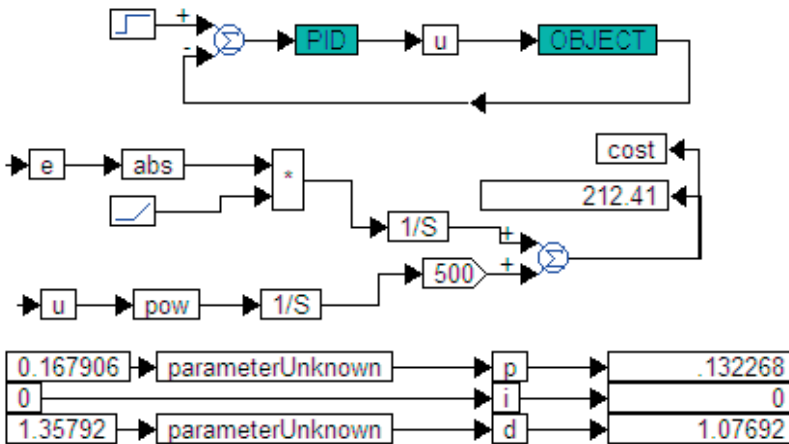 +
-
Σ
PID
u
OBJECT
e
abs
*
cost
212.41
1/S
+
Σ
500
+
u
pow
1/S
0.167906 parameterUnknown p .132268
0 i 0
1.35792 parameterUnknown d 1.07692